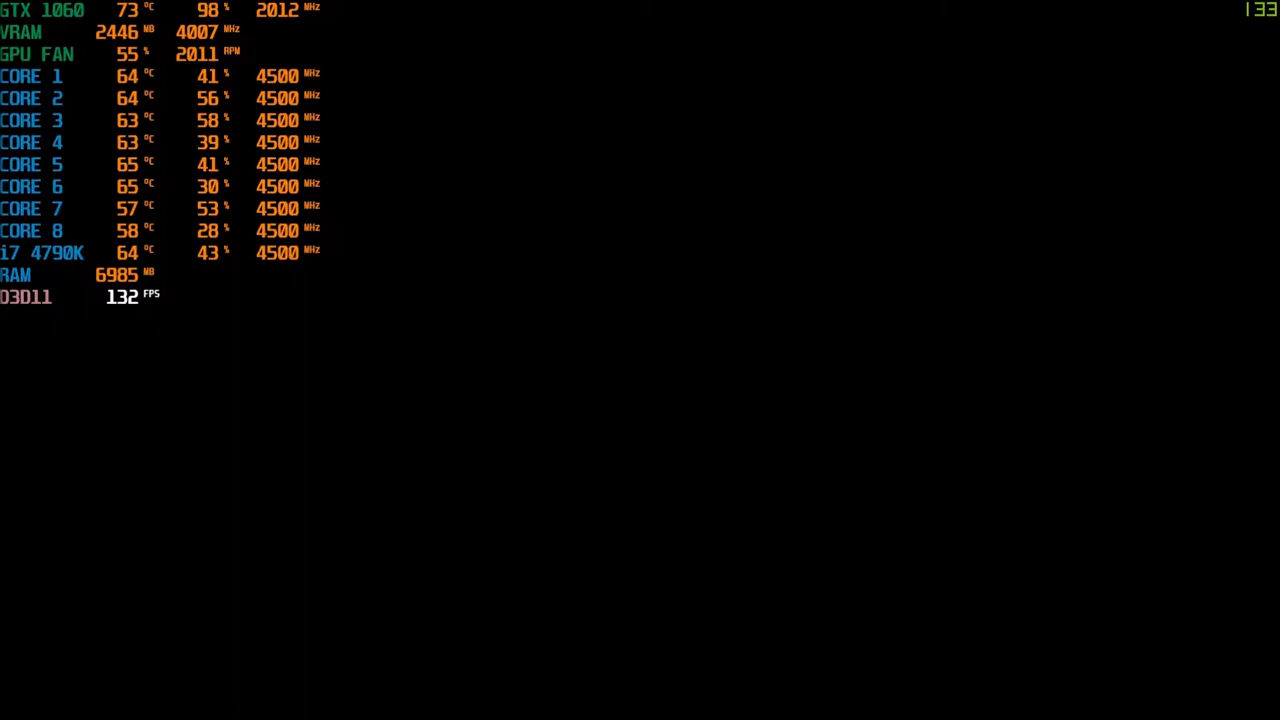 GTX 1060 73 °C 98 % 2012 MHz 133
VRAM 2446 MB 4007 MHz
GPU FAN 55 % 2011 RPM
CORE 1 64 °C 41 % 4500 MHz
CORE 2 64 °C 56 % 4500 MHz
CORE 3 63 °C 58 % 4500 MHz
CORE 4 63 °C 39 % 4500 MHz
CORE 5 65 °C 41 % 4500 MHz
CORE 6 65 °C 30 % 4500 MHz
CORE 7 57 °C 53 % 4500 MHz
CORE 8 58 °C 28 % 4500 MHz
i7 4790K 64 °C 43 % 4500 MHz
RAM 6985 MB
D3D11 132 FPS